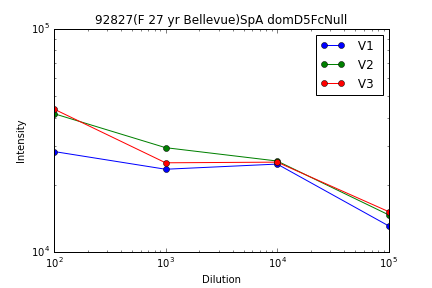 92827(F 27 yr Bellevue)SpA domD5FcNull
10^5
V1
V2
V3
Intensity
10^4
10^2
10^3
10^4
10^5
Dilution